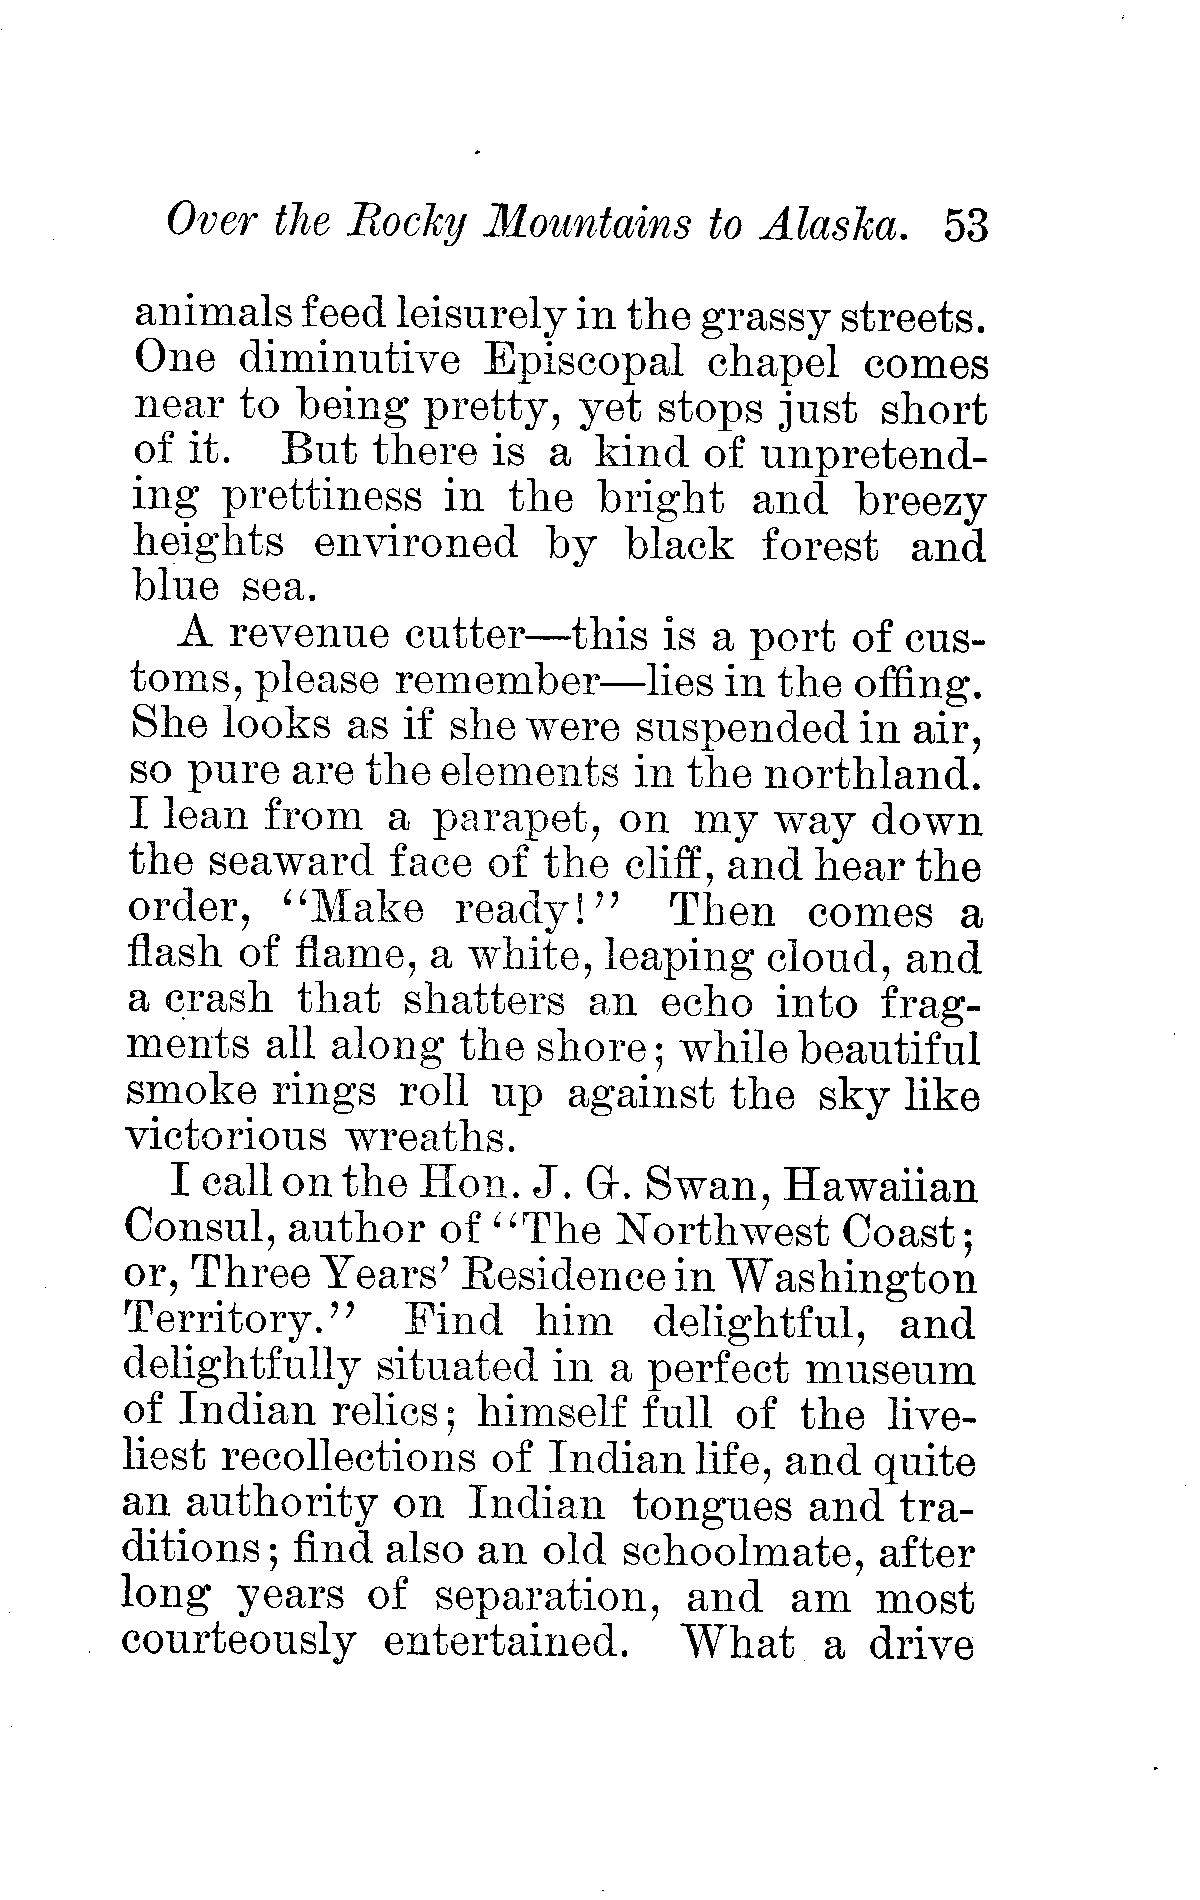 Over the Rocky Mountains to Alaska. 53
animals feed leisurely in the grassy streets.
One diminutive Episcopal chapel comes
near to being pretty, yet stops just short
of it. But there is a kind of unpretend-
ing prettiness in the bright and breezy
heights environed by black forest and
blue sea.
A revenue cutter—this is a port of cus-
toms, please remember—lies in the offing.
She looks as if she were suspended in air,
so pure are the elements in the northland.
I lean from a parapet, on my way down
the seaward face of the cliff, and hear the
order, "Make ready!" Then comes a
flash of flame, a white, leaping cloud, and
a crash that shatters an echo into frag-
ments all along the shore; while beautiful
smoke rings roll up against the sky like
victorious wreaths.
I call on the Hon. J. G. Swan, Hawaiian
Consul, author of "The Northwest Coast;
or, Three Years' Residence in Washington
Territory." Find him delightful, and
delightfully situated in a perfect museum
of Indian relics; himself full of the live-
liest recollections of Indian life, and quite
an authority on Indian tongues and tra-
ditions; find also an old schoolmate, after
long years of separation, and am most
courteously entertained. What a drive